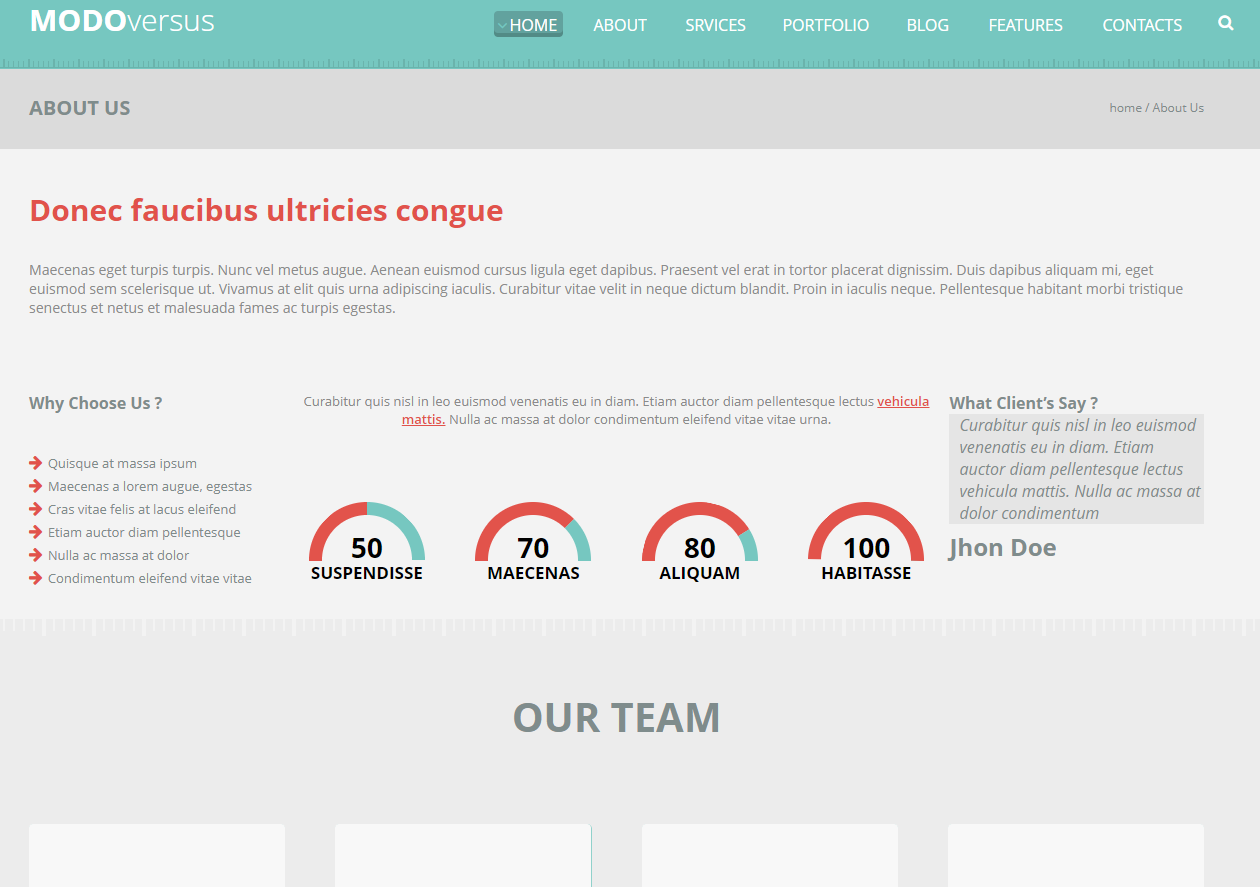 MODOversus
HOME ABOUT SRVICES PORTFOLIO BLOG FEATURES CONTACTS
ABOUT US
home / About Us
Donec faucibus ultricies congue
Maecenas eget turpis turpis. Nunc vel metus augue. Aenean euismod cursus ligula eget dapibus. Praesent vel erat in tortor placerat dignissim. Duis dapibus aliquam mi, eget
euismod sem scelerisque ut. Vivamus at elit quis urna adipiscing iaculis. Curabitur vitae velit in neque dictum blandit. Proin in iaculis neque. Pellentesque habitant morbi tristique
senectus et netus et malesuada fames ac turpis egestas.
Why Choose Us ?
Quisque at massa ipsum
Maecenas a lorem augue, egestas
Cras vitae felis at lacus eleifend
Etiam auctor diam pellentesque
Nulla ac massa at dolor
Condimentum eleifend vitae vitae
Curabitur quis nisl in leo euismod venenatis eu in diam. Etiam auctor diam pellentesque lectus vehicula
mattis. Nulla ac massa at dolor condimentum eleifend vitae vitae urna.
50
SUSPENDISSE
70
MAECENAS
80
ALIQUAM
100
HABITASSE
What Client's Say ?
Curabitur quis nisl in leo euismod
venenatis eu in diam. Etiam
auctor diam pellentesque lectus
vehicula mattis. Nulla ac massa at
dolor condimentum
Jhon Doe
OUR TEAM